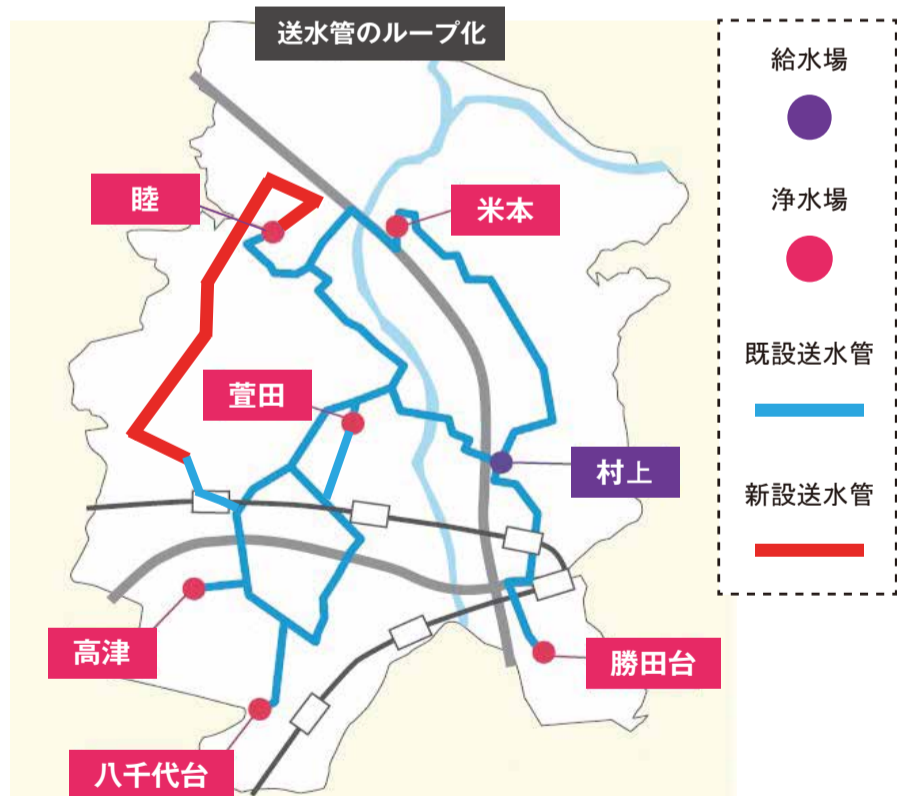 送水管のループ化
給水場
浄水場
既設送水管
新設送水管
睦
米本
萱田
村上
高津
勝田台
八千代台